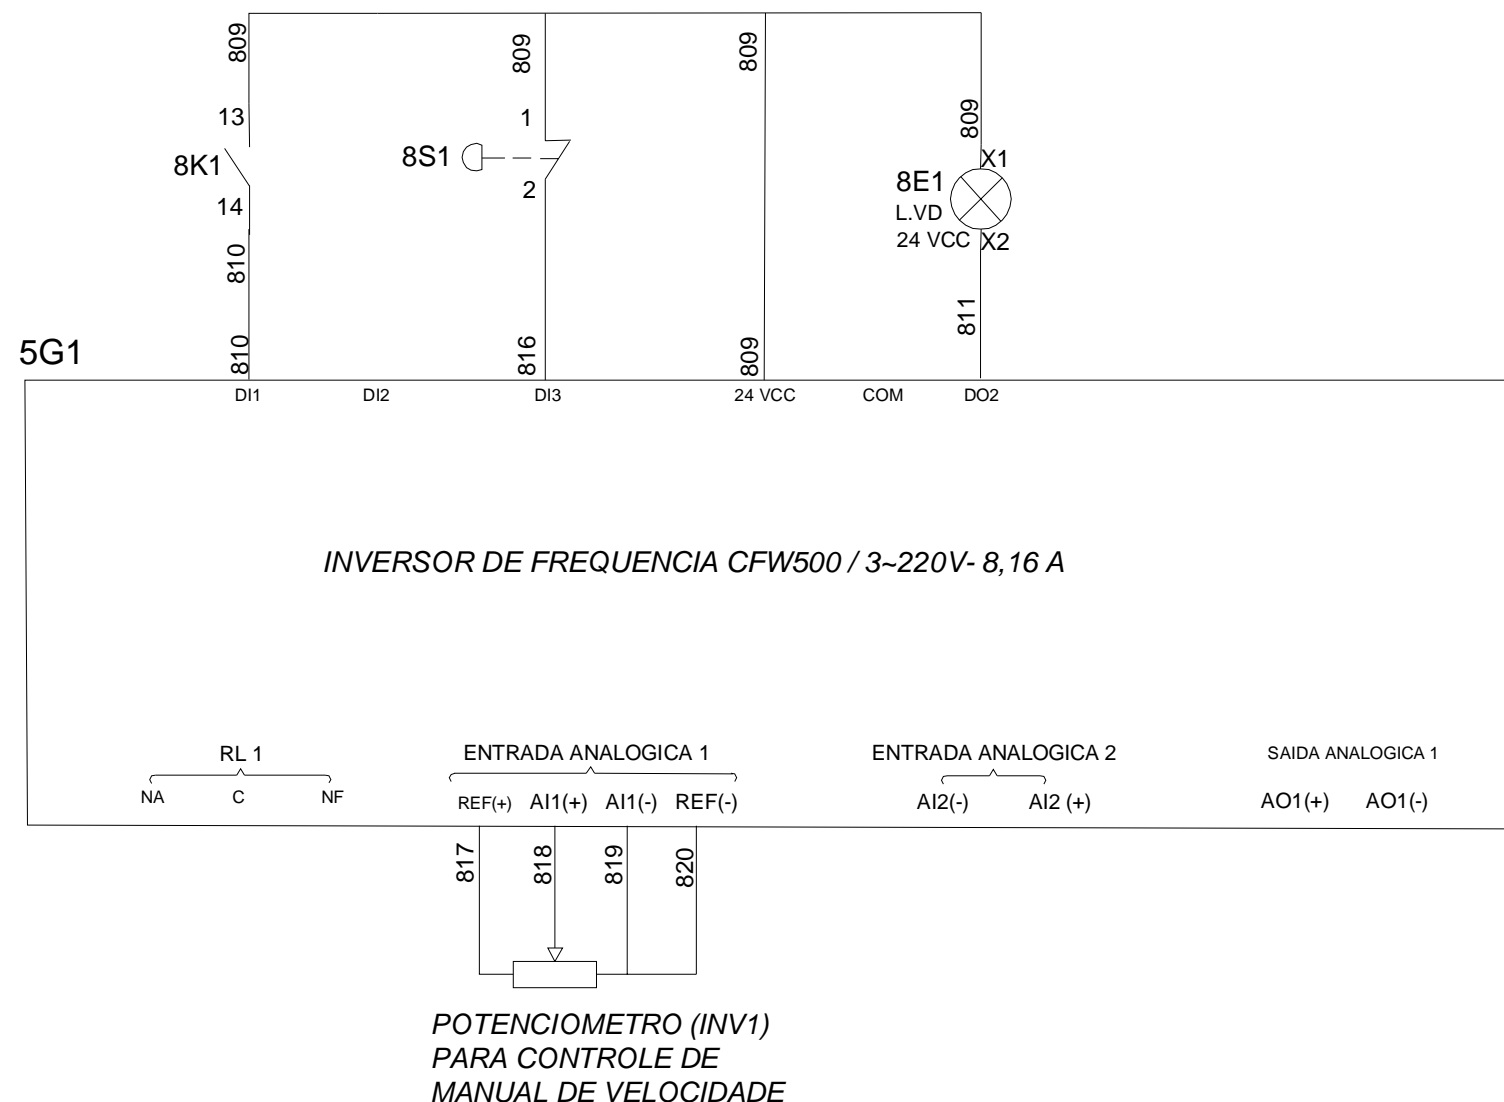 809
809
809
809
13
8K1
14
810
810
8S1
1
2
816
809
8E1
L.VD
24 VCC
X1
X2
811
5G1
DI1
DI2
DI3
24 VCC
COM
DO2
INVERSOR DE FREQUENCIA CFW500 / 3~220V- 8,16 A
RL 1
NA
C
NF
ENTRADA ANALOGICA 1
REF(+)
AI1(+)
AI1(-)
REF(-)
ENTRADA ANALOGICA 2
AI2(-)
AI2 (+)
SAIDA ANALOGICA 1
AO1(+)
AO1(-)
817
818
819
820
POTENCIOMETRO (INV1)
PARA CONTROLE DE
MANUAL DE VELOCIDADE